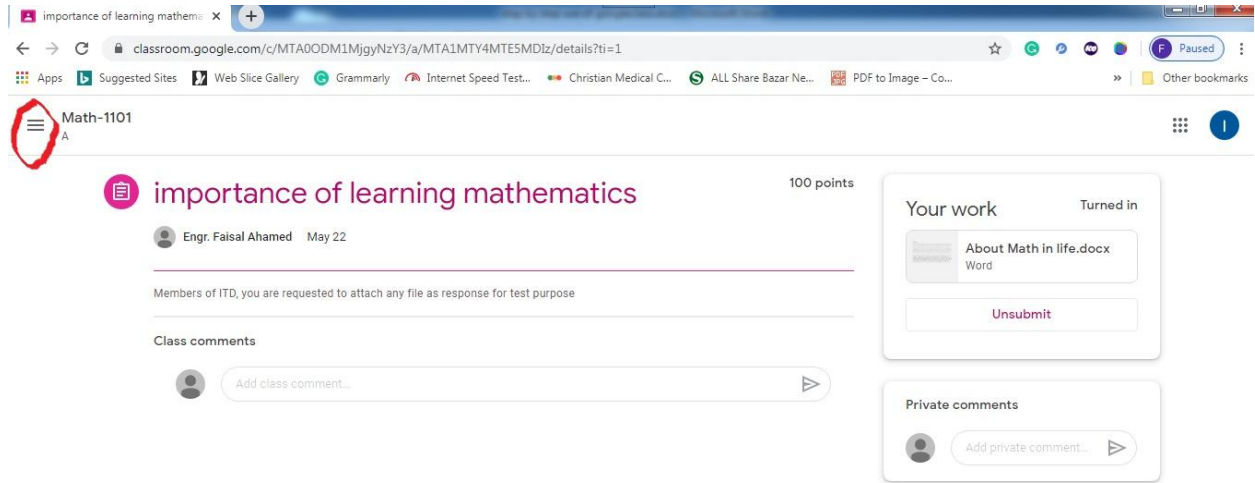 importance of learning mathema
classroom.google.com/c/MTA0ODM1MjgyNzY3/a/MTA1MTY4MTE5MDIz/details?ti=1
Paused
Apps Suggested Sites Web Slice Gallery Grammarly Internet Speed Test... Christian Medical C... ALL Share Bazar Ne... PDF to Image – Co... » Other bookmarks
Math-1101
A
I
importance of learning mathematics
100 points
Engr. Faisal Ahamed May 22
Members of ITD, you are requested to attach any file as response for test purpose
Class comments
Add class comment...
Your work
Turned in
About Math in life.docx
Word
Unsubmit
Private comments
Add private comment...